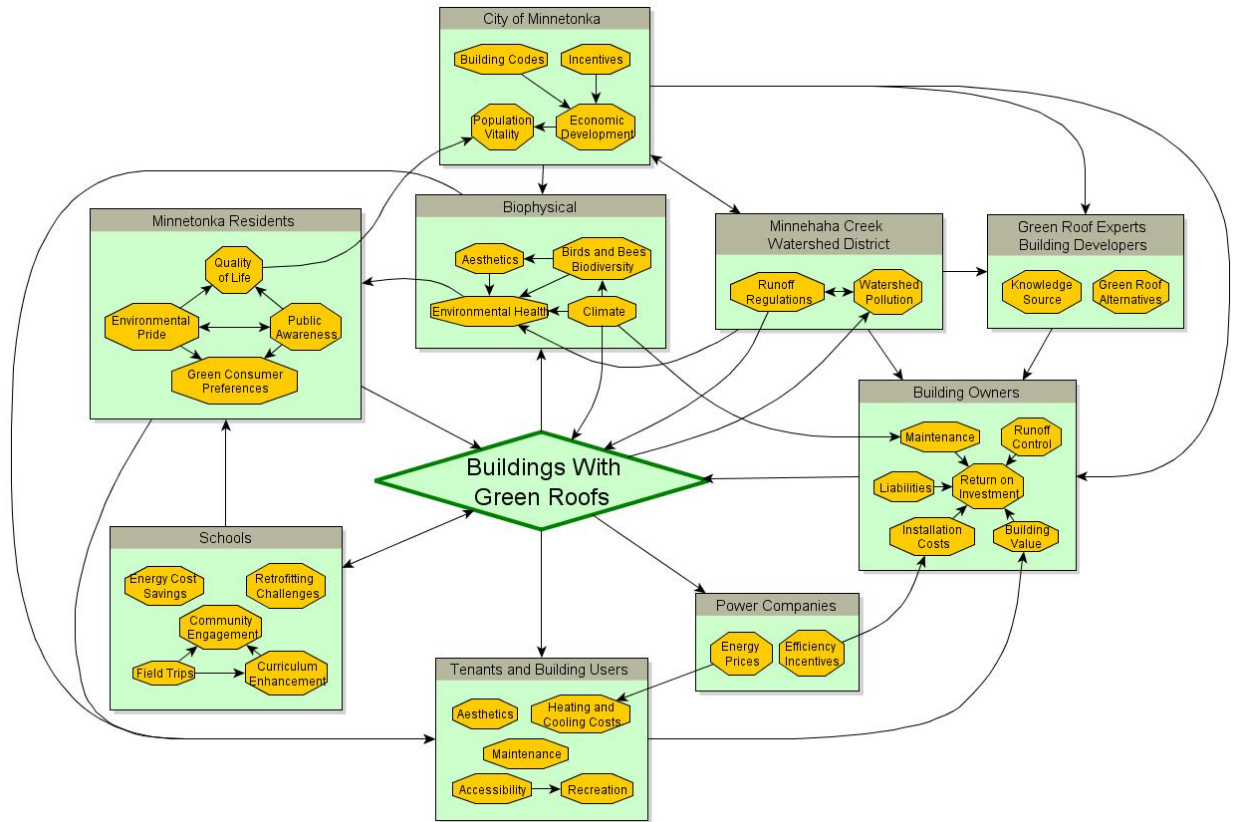 City of Minnetonka
Building Codes
Incentives
Population
Vitality
Economic
Development
Minnetonka Residents
Quality
of Life
Environmental
Pride
Public
Awareness
Green Consumer
Preferences
Biophysical
Aesthetics
Birds and Bees
Biodiversity
Environmental Health
Climate
Minnehaha Creek
Watershed District
Runoff
Regulations
Watershed
Pollution
Green Roof Experts
Building Developers
Knowledge
Source
Green Roof
Alternatives
Building Owners
Maintenance
Runoff
Control
Liabilities
Return on
Investment
Installation
Costs
Building
Value
Buildings With
Green Roofs
Schools
Energy Cost
Savings
Retrofitting
Challenges
Community
Engagement
Field Trips
Curriculum
Enhancement
Power Companies
Energy
Prices
Efficiency
Incentives
Tenants and Building Users
Aesthetics
Heating and
Cooling Costs
Maintenance
Accessibility
Recreation